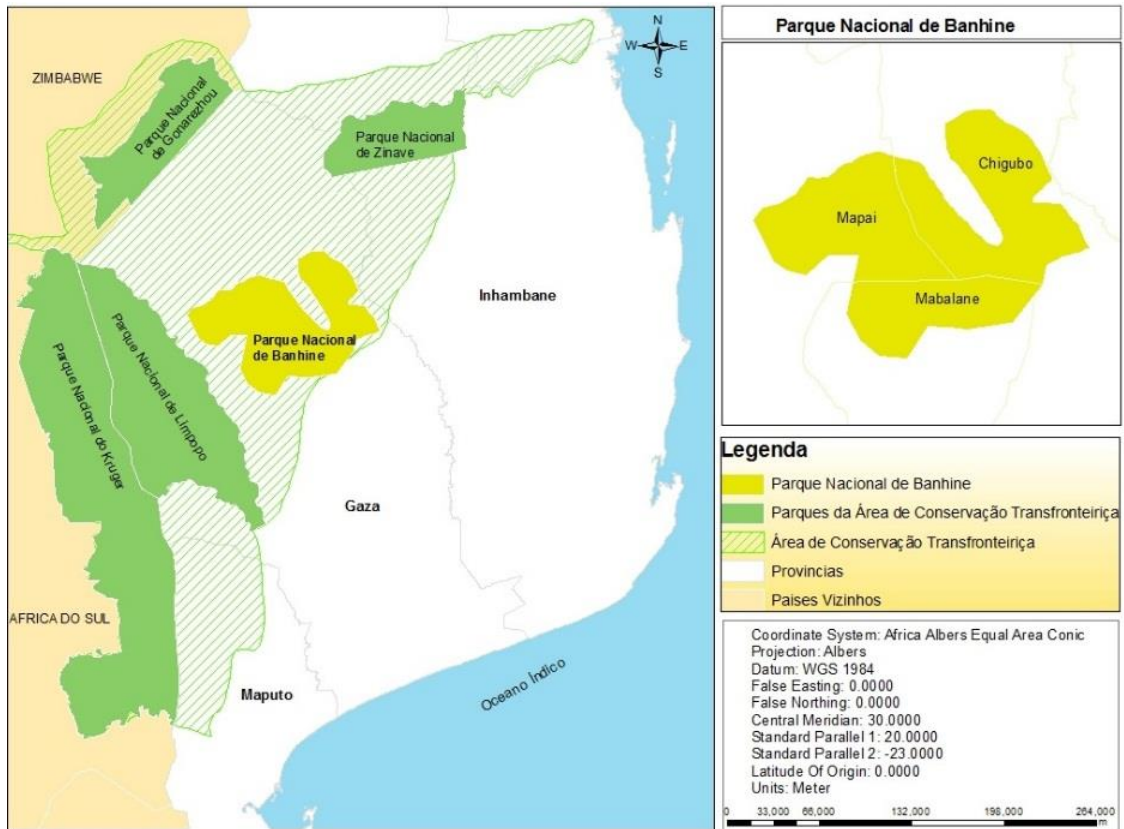 N
W E
S
ZIMBABWE
Parque Nacional
de Gonarezhou
Parque Nacional
de Zinave
Inhambane
Parque Nacional
de Banhine
Parque Nacional de Limpopo
Parque Nacional do Kruger
Gaza
AFRICA DO SUL
Maputo
Oceano Índico
Parque Nacional de Banhine
Chigubo
Mapai
Mabalane
Legenda
Parque Nacional de Banhine
Parques da Área de Conservação Transfronteiriça
Área de Conservação Transfronteiriça
Provincias
Paises Vizinhos
Coordinate System: Africa Albers Equal Area Conic
Projection: Albers
Datum: WGS 1984
False Easting: 0.0000
False Northing: 0.0000
Central Meridian: 30.0000
Standard Parallel 1: 20.0000
Standard Parallel 2: -23.0000
Latitude Of Origin: 0.0000
Units: Meter
0 33,000 66,000 132,000 198,000 264,000
m